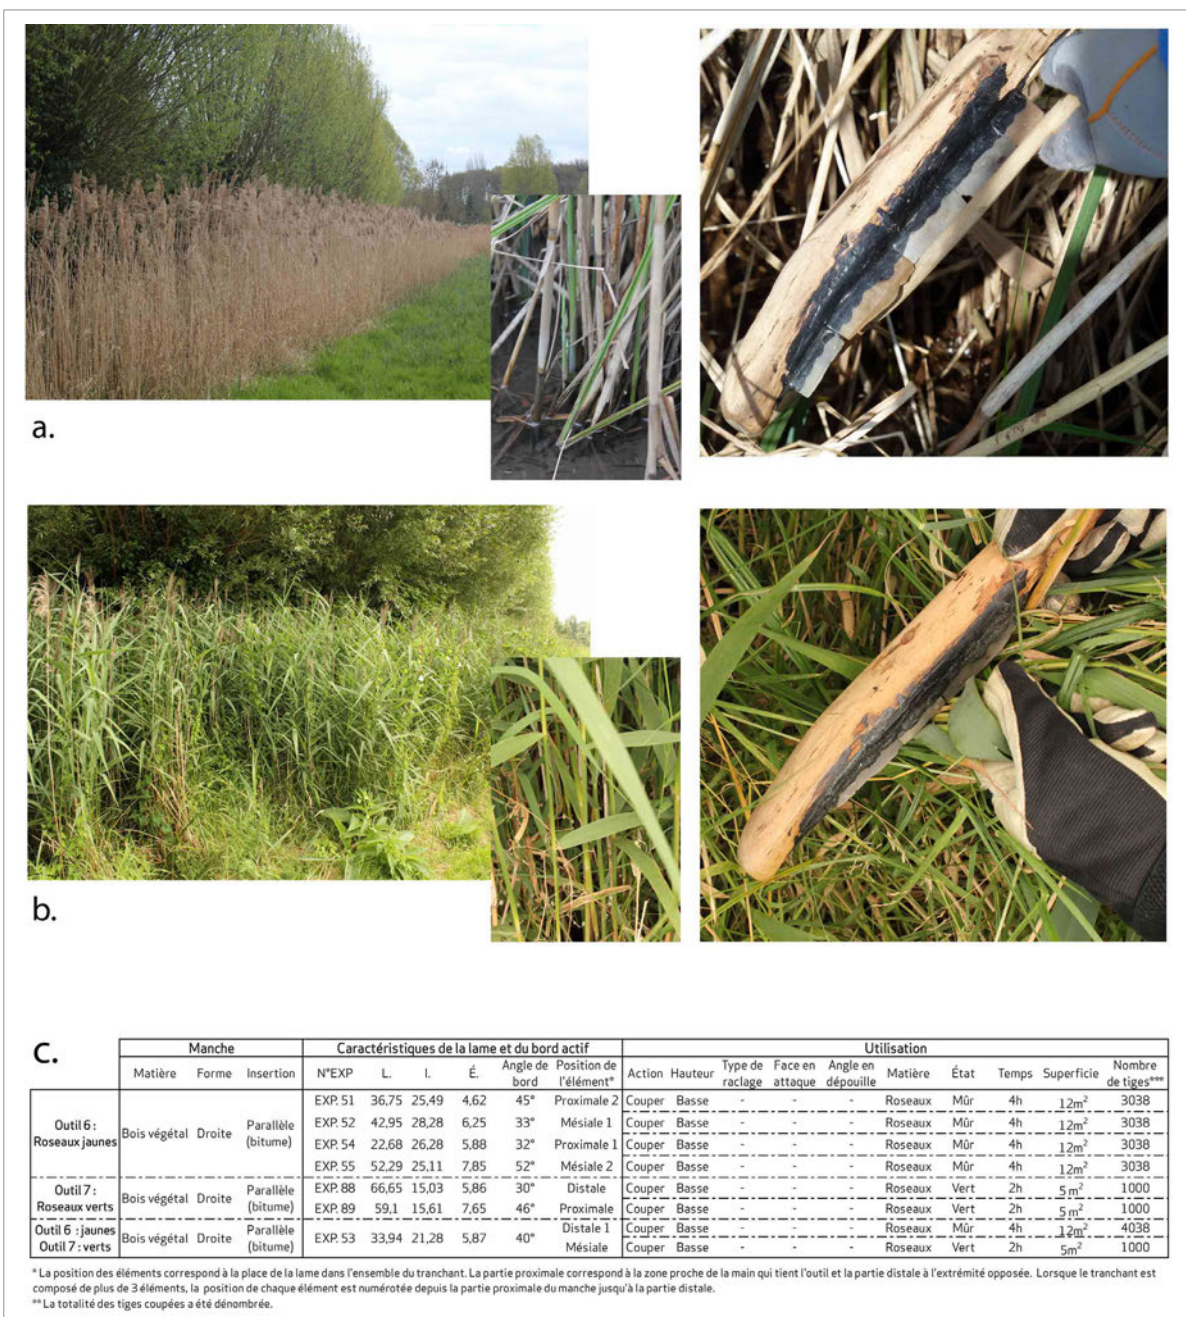 a.
b.
c.
Manche Caractéristiques de la lame et du bord actif Utilisation
Matière Forme Insertion N°EXP L. l. É. Angle de bord Position de l'élément* Action Hauteur Type de raclage Face en attaque Angle en dépouille Matière État Temps Superficie Nombre de tiges***
Outil 6 : Roseaux jaunes Bois végétal Droite Parallèle (bitume) EXP. 51 36,75 25,49 4,62 45° Proximale 2 Couper Basse - - - Roseaux Mûr 4h 12m² 3038
EXP. 52 42,95 28,28 6,25 33° Mésiale 1 Couper Basse - - - Roseaux Mûr 4h 12m² 3038
EXP. 54 22,68 26,28 5,88 32° Proximale 1 Couper Basse - - - Roseaux Mûr 4h 12m² 3038
EXP. 55 52,29 25,11 7,85 52° Mésiale 2 Couper Basse - - - Roseaux Mûr 4h 12m² 3038
Outil 7 : Roseaux verts Bois végétal Droite Parallèle (bitume) EXP. 88 66,65 15,03 5,86 30° Distale Couper Basse - - - Roseaux Vert 2h 5m² 1000
EXP. 89 59,1 15,61 7,65 46° Proximale Couper Basse - - - Roseaux Vert 2h 5m² 1000
Outil 6 : jaunes Outil 7 : verts Bois végétal Droite Parallèle (bitume) EXP. 53 33,94 21,28 5,87 40° Distale 1 Couper Basse - - - Roseaux Mûr 4h 12m² 4038
Mésiale Couper Basse - - - Roseaux Vert 2h 5m² 1000
* La position des éléments correspond à la place de la lame dans l'ensemble du tranchant. La partie proximale correspond à la zone proche de la main qui tient l'outil et la partie distale à l'extrémité opposée. Lorsque le tranchant est
composé de plus de 3 éléments, la position de chaque élément est numérotée depuis la partie proximale du manche jusqu'à la partie distale.
** La totalité des tiges coupées a été dénombrée.